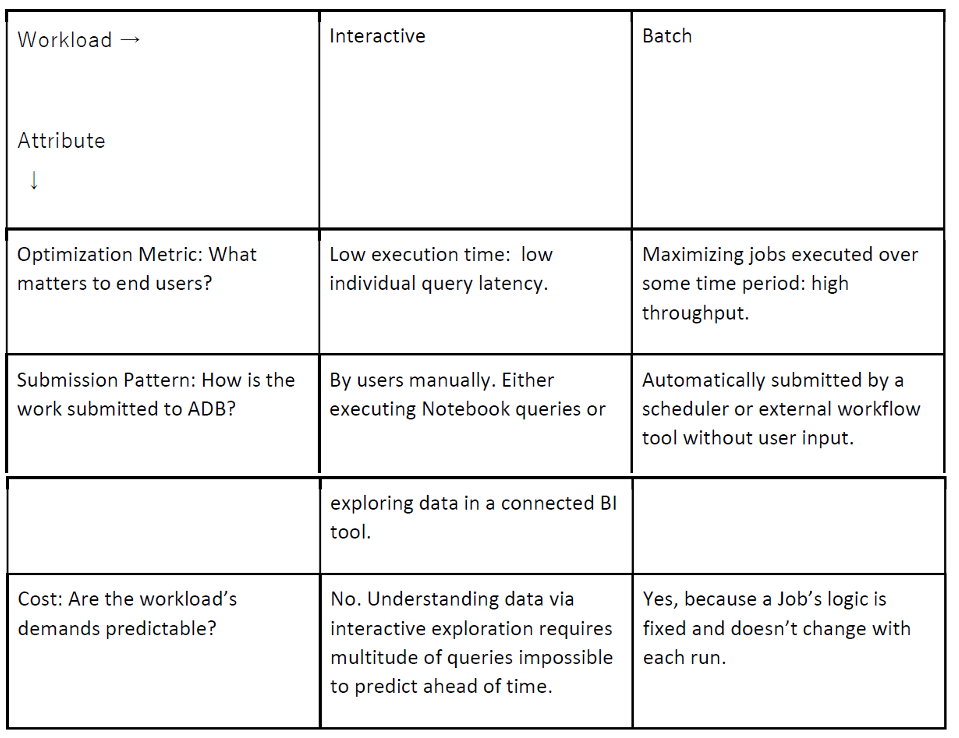 Workload →
Attribute
↓
Interactive
Batch
Optimization Metric: What
matters to end users?
Low execution time:  low
individual query latency.
Maximizing jobs executed over
some time period: high
throughput.
Submission Pattern: How is the
work submitted to ADB?
By users manually. Either
executing Notebook queries or
Automatically submitted by a
scheduler or external workflow
tool without user input.
exploring data in a connected BI
tool.
Cost: Are the workload’s
demands predictable?
No. Understanding data via
interactive exploration requires
multitude of queries impossible
to predict ahead of time.
Yes, because a Job’s logic is
fixed and doesn’t change with
each run.